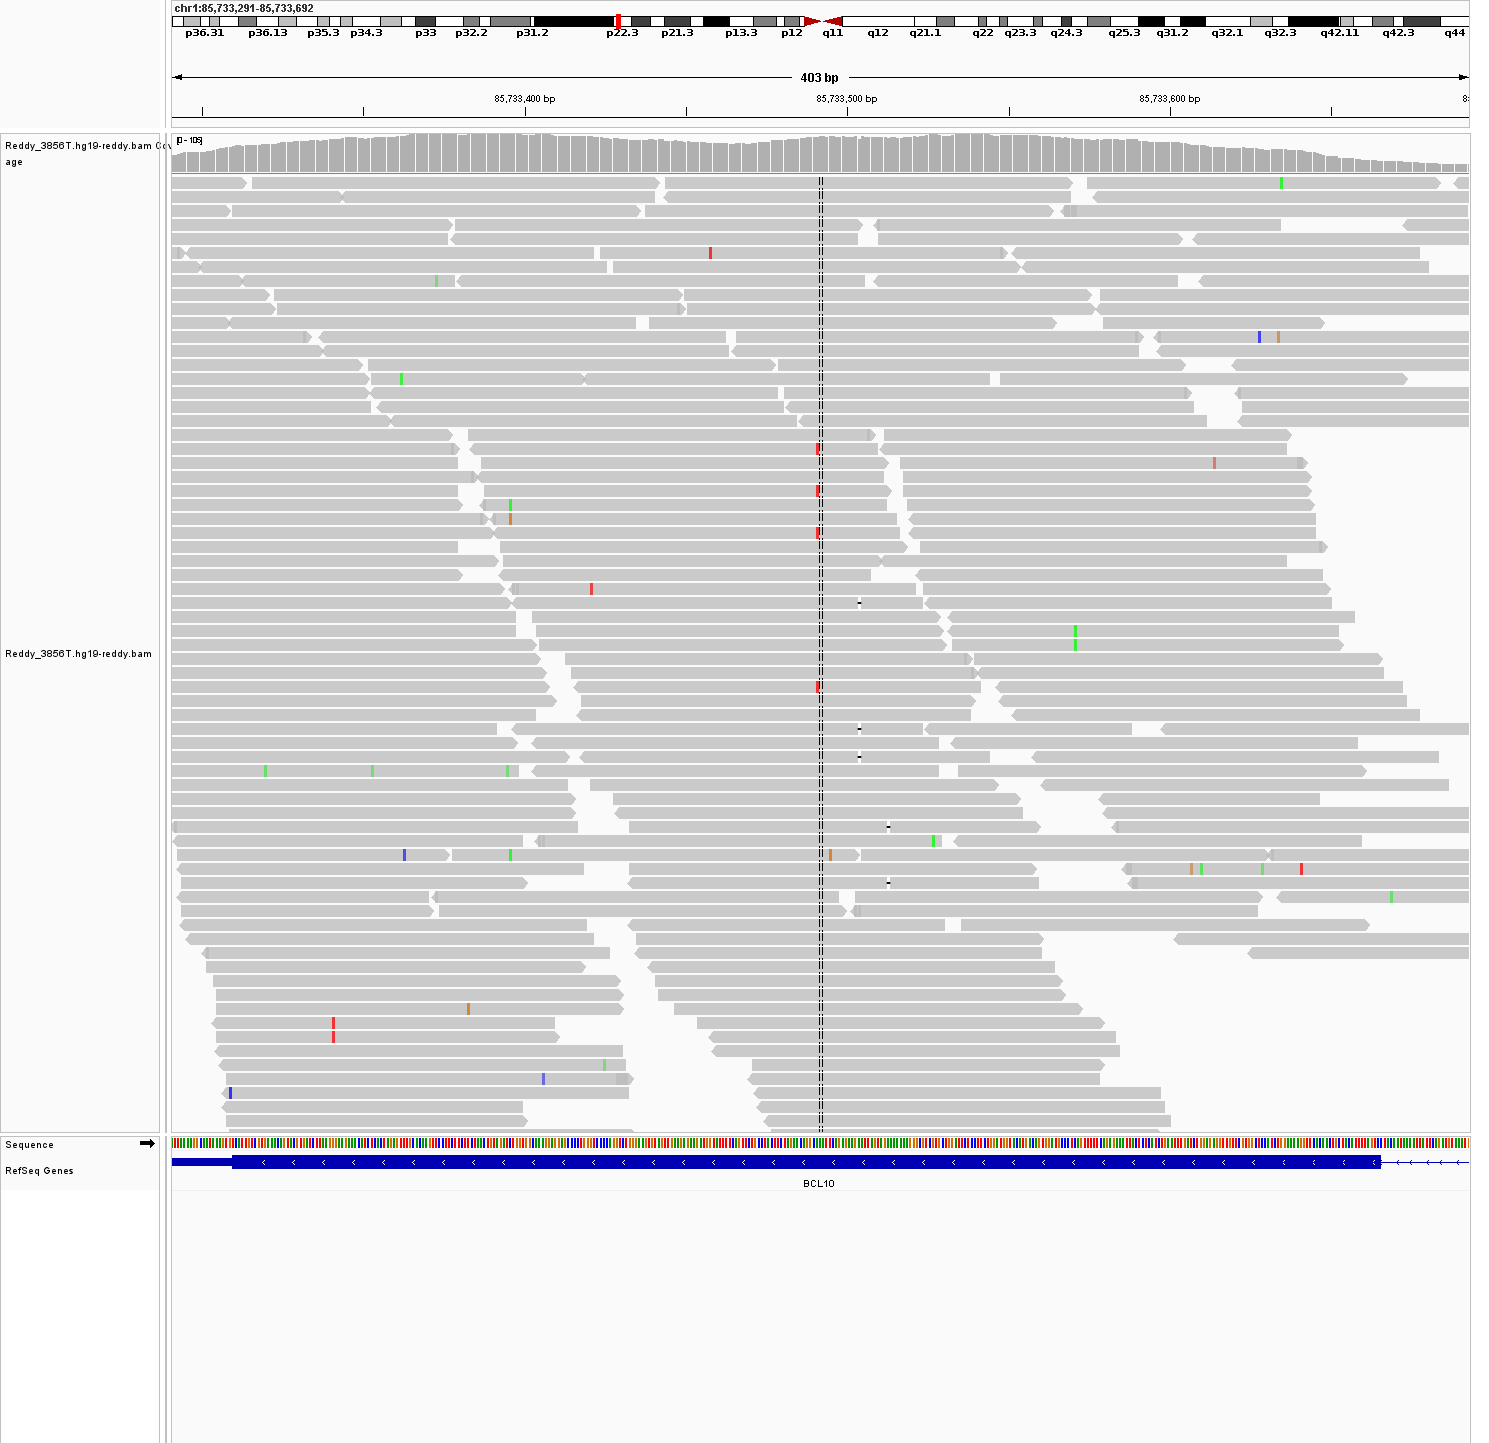 chr1:85,733,291-85,733,692
p36.31 p36.13 p35.3 p34.3 p33 p32.2 p31.2 p22.3 p21.3 p13.3 p12 q11 q12 q21.1 q22 q23.3 q24.3 q25.3 q31.2 q32.1 q32.3 q42.11 q42.3 q44
403 bp
85,733,400 bp 85,733,500 bp 85,733,600 bp 8
[0 - 106]
Reddy_3856T.hg19-reddy.bam Cov
age
Reddy_3856T.hg19-reddy.bam
Sequence
RefSeq Genes
BCL10